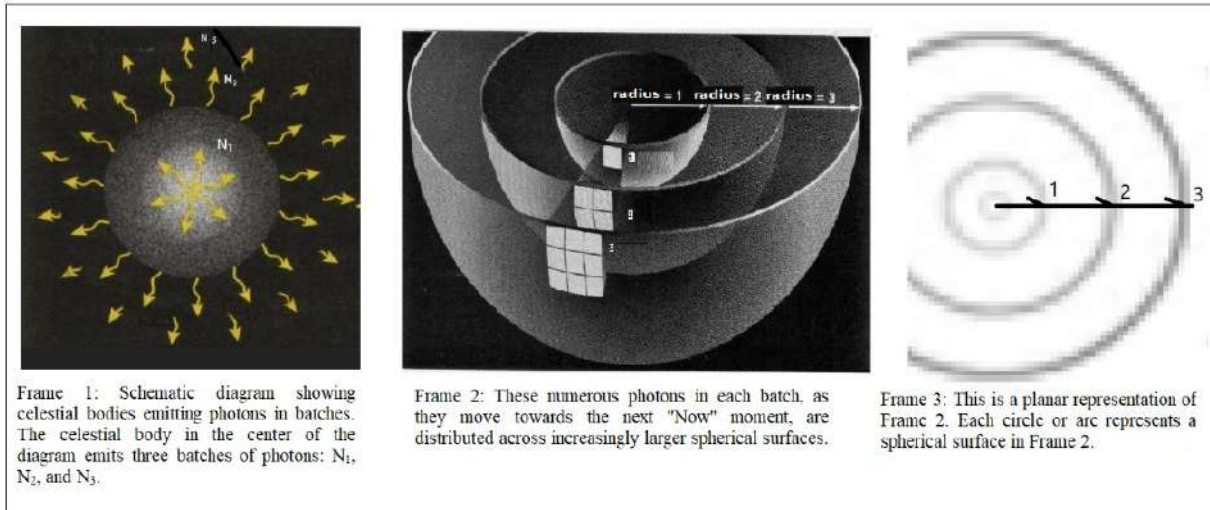 N3
N2
N1
Frame 1: Schematic diagram showing
celestial bodies emitting photons in batches.
The celestial body in the center of the
diagram emits three batches of photons: N₁,
N₂, and N₃.
radius = 1 radius = 2 radius = 3
3
Frame 2: These numerous photons in each batch, as
they move towards the next "Now" moment, are
distributed across increasingly larger spherical surfaces.
1 2 3
Frame 3: This is a planar representation of
Frame 2. Each circle or arc represents a
spherical surface in Frame 2.